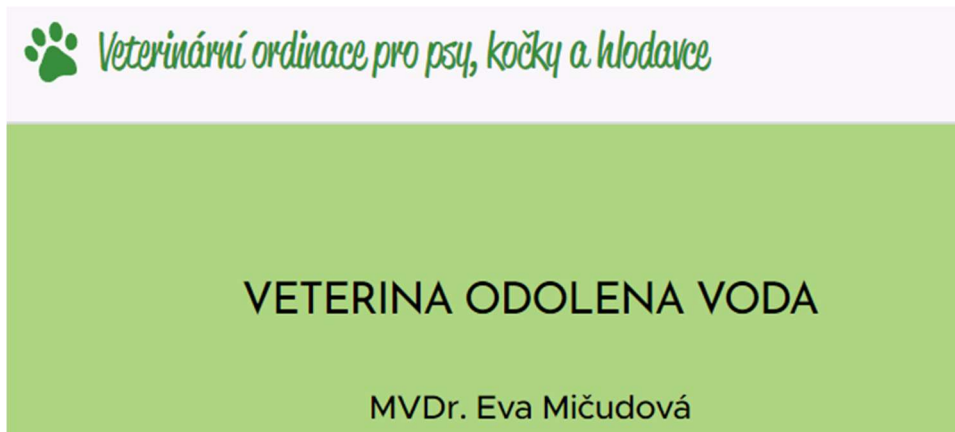 Veterinární ordinace pro psy, kočky a hlodavce
VETERINA ODOLENA VODA
MVDr. Eva Mičudová